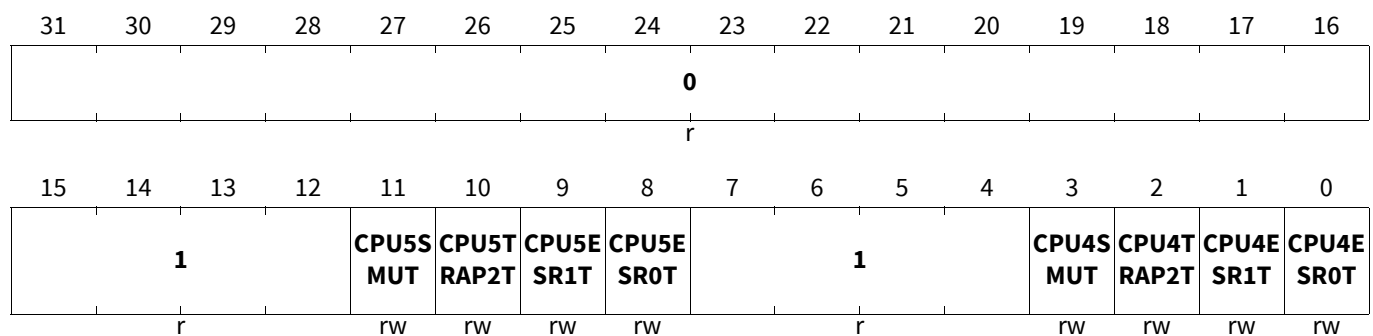 31 30 29 28 27 26 25 24 23 22 21 20 19 18 17 16
0
r
15 14 13 12 11 10 9 8 7 6 5 4 3 2 1 0
1 CPU5S MUT CPU5T RAP2T CPU5E SR1T CPU5E SR0T 1 CPU4S MUT CPU4T RAP2T CPU4E SR1T CPU4E SR0T
r rw rw rw rw r rw rw rw rw